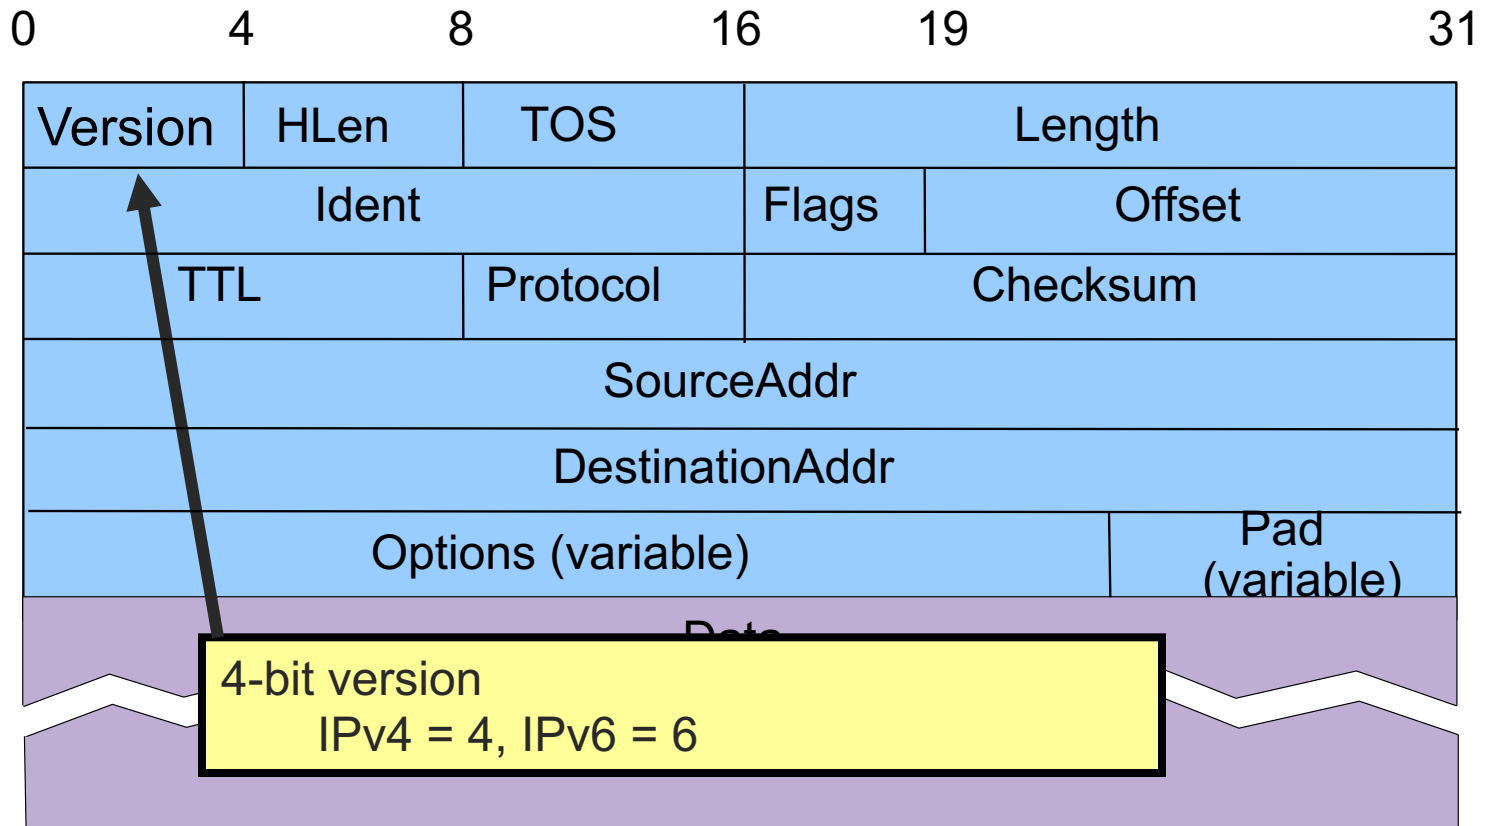 0 4 8 16 19 31
Version HLen TOS Length
Ident Flags Offset
TTL Protocol Checksum
SourceAddr
DestinationAddr
Options (variable) Pad
(variable)
Data
4-bit version
IPv4 = 4, IPv6 = 6